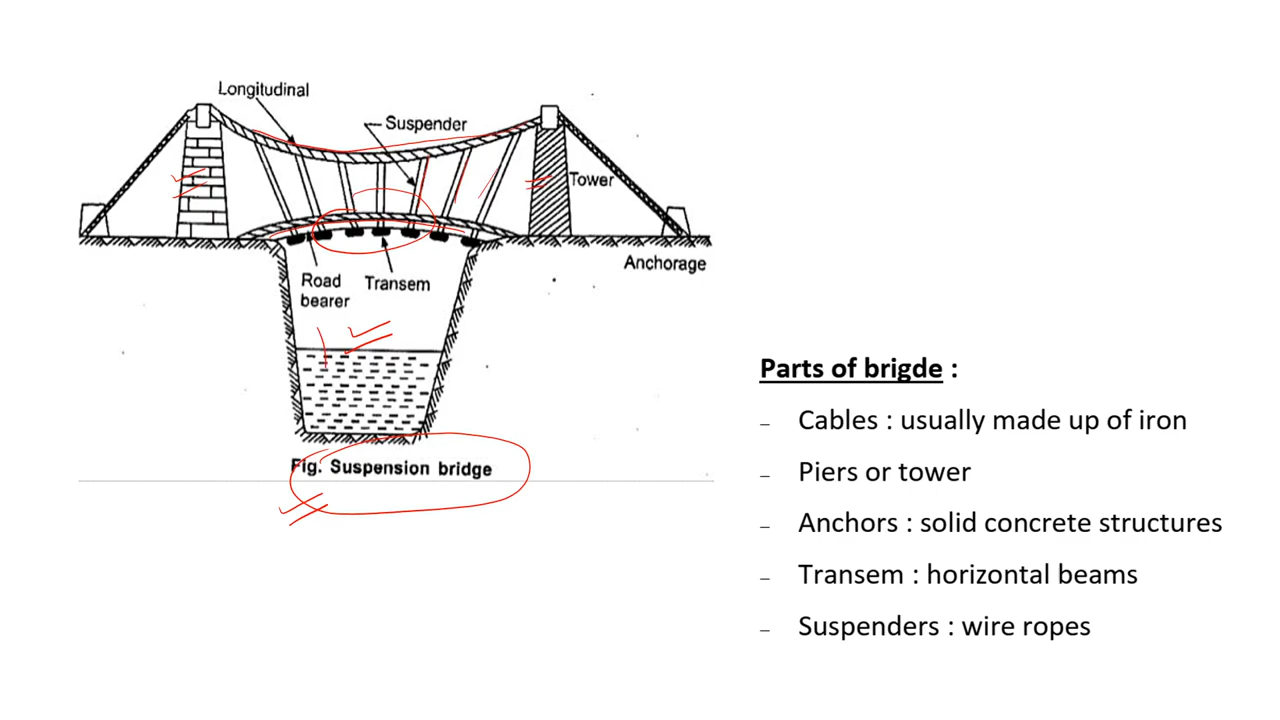 Longitudinal
Suspender
Tower
Anchorage
Road
bearer
Transem
Fig. Suspension bridge
Parts of brigde :
– Cables : usually made up of iron
– Piers or tower
– Anchors : solid concrete structures
– Transem : horizontal beams
– Suspenders : wire ropes